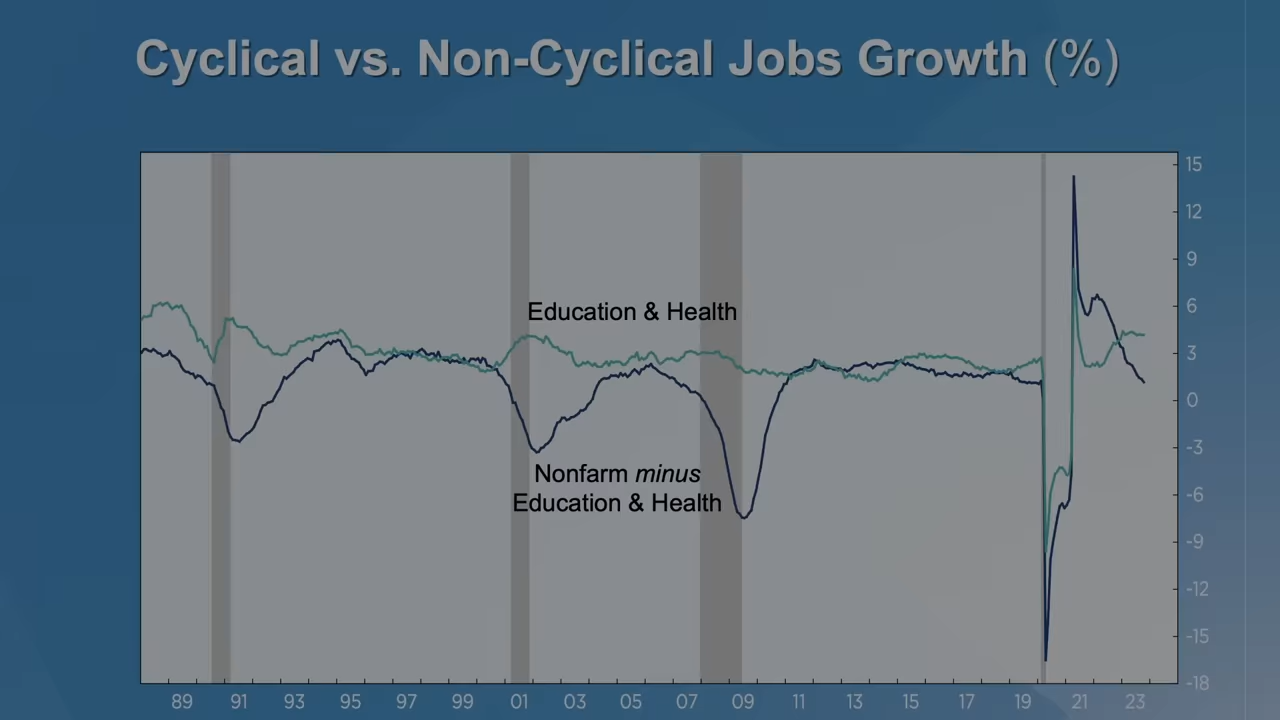 Cyclical vs. Non-Cyclical Jobs Growth (%)
15
12
9
6
3
0
-3
-6
-9
-12
-15
-18
Education & Health
Nonfarm minus
Education & Health
89 91 93 95 97 99 01 03 05 07 09 11 13 15 17 19 21 23